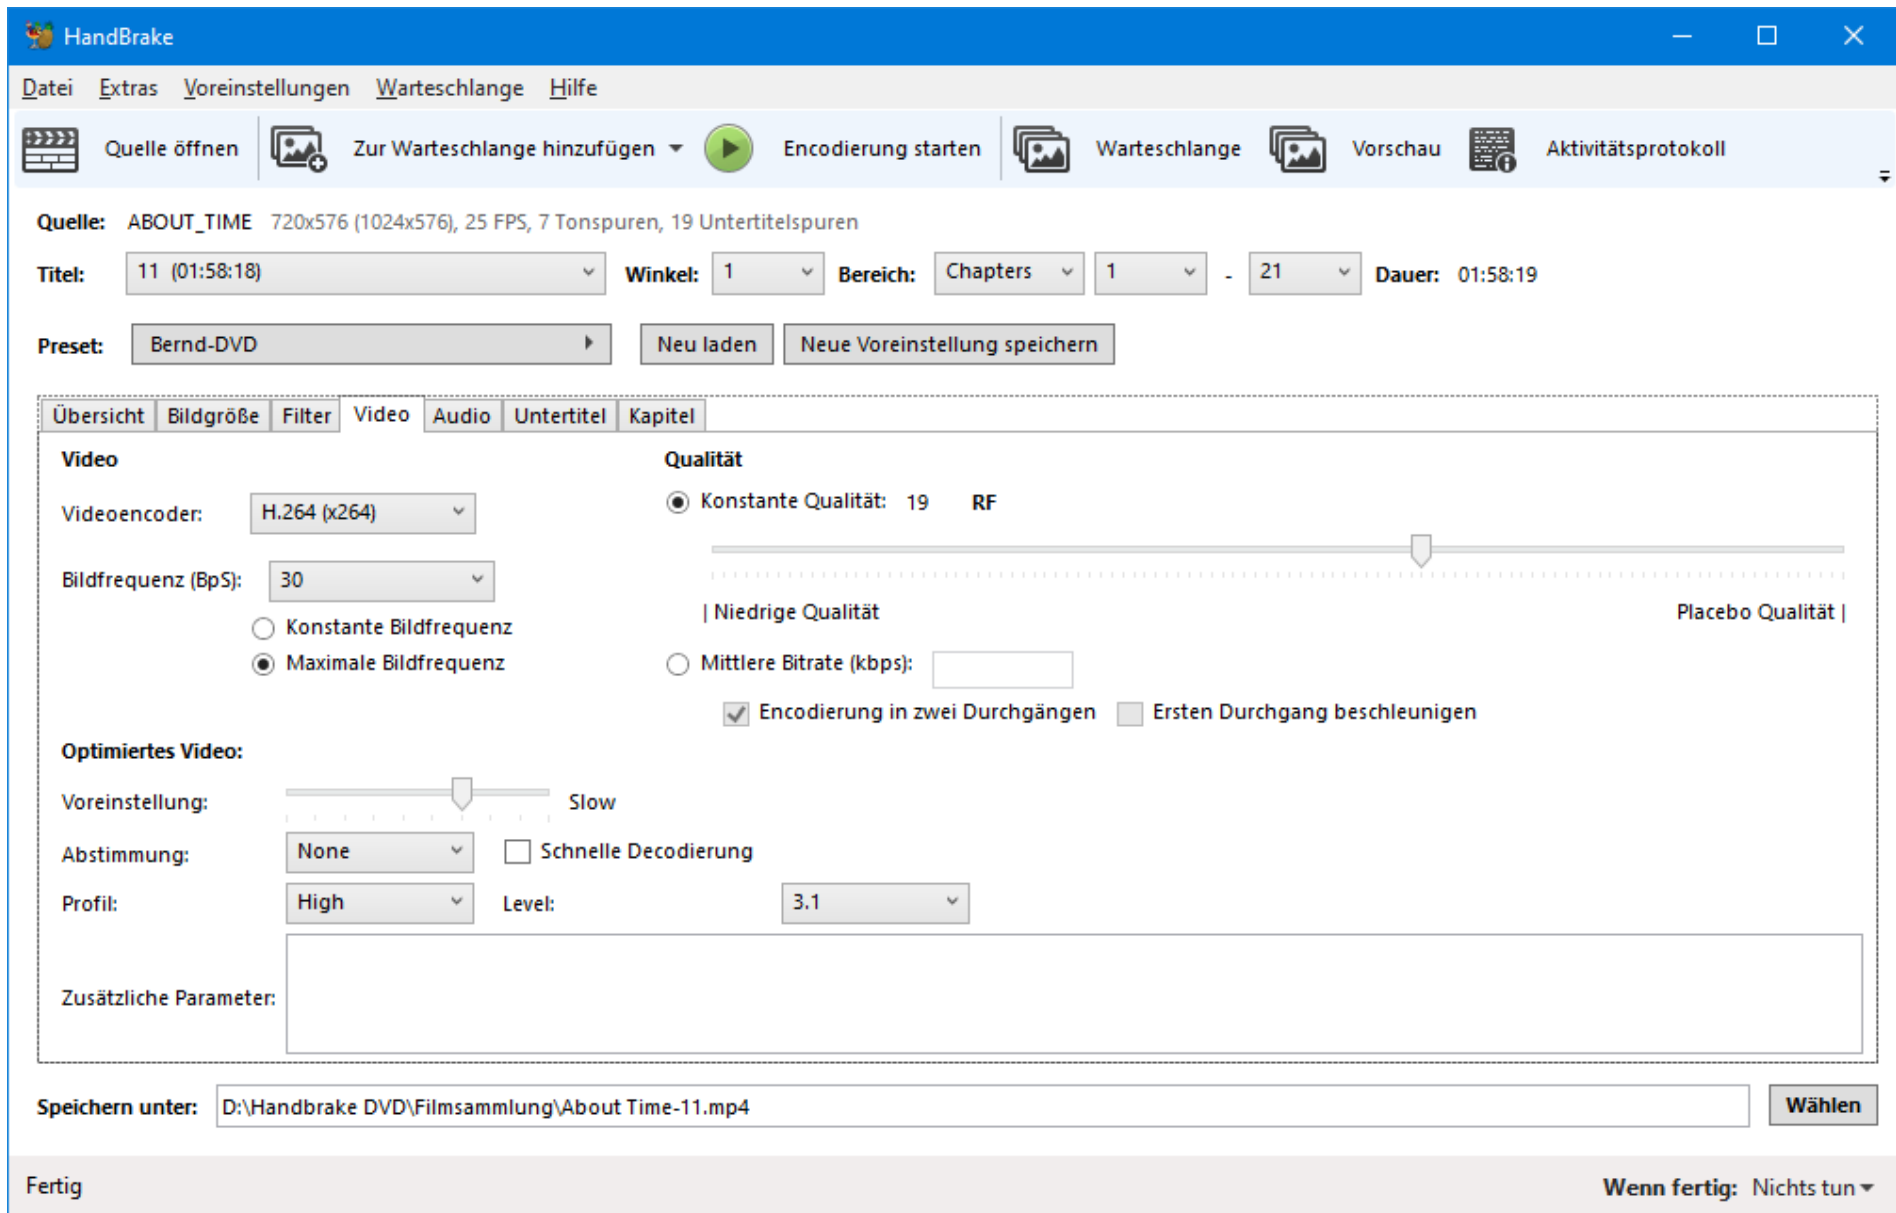 HandBrake
Datei Extras Voreinstellungen Warteschlange Hilfe
Quelle öffnen Zur Warteschlange hinzufügen Encodierung starten Warteschlange Vorschau Aktivitätsprotokoll
Quelle: ABOUT_TIME 720x576 (1024x576), 25 FPS, 7 Tonspuren, 19 Untertitelspuren
Titel: 11 (01:58:18) Winkel: 1 Bereich: Chapters 1 - 21 Dauer: 01:58:19
Preset: Bernd-DVD Neu laden Neue Voreinstellung speichern
Übersicht Bildgröße Filter Video Audio Untertitel Kapitel
Video Qualität
Videoencoder: H.264 (x264) Konstante Qualität: 19 RF
Bildfrequenz (BpS): 30
| Niedrige Qualität Placebo Qualität |
Konstante Bildfrequenz
Maximale Bildfrequenz Mittlere Bitrate (kbps):
Encodierung in zwei Durchgängen Ersten Durchgang beschleunigen
Optimiertes Video:
Voreinstellung: Slow
Abstimmung: None Schnelle Decodierung
Profil: High Level: 3.1
Zusätzliche Parameter:
Speichern unter: D:\Handbrake DVD\Filmsammlung\About Time-11.mp4 Wählen
Fertig Wenn fertig: Nichts tun